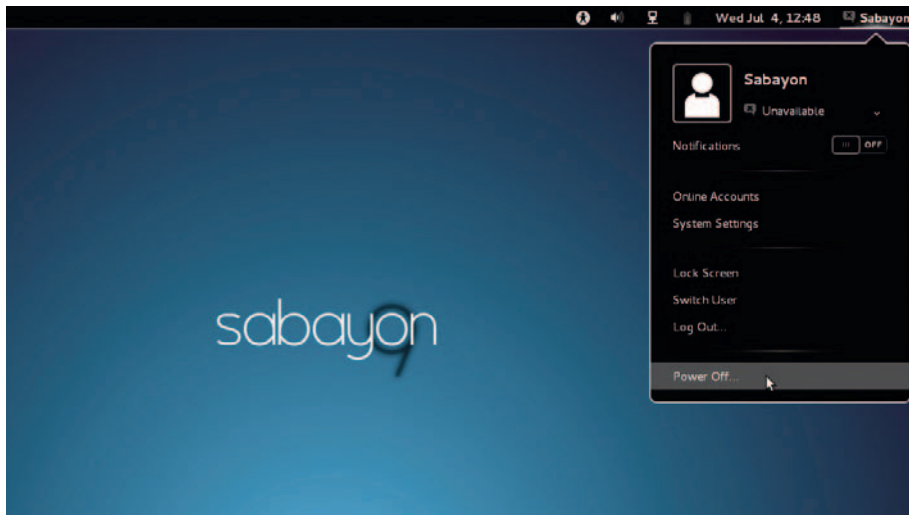 Wed Jul 4, 12:48 Sabayon
Sabayon
Unavailable
Notifications OFF
Online Accounts
System Settings
Lock Screen
Switch User
Log Out...
Power Off...
sabayon
9